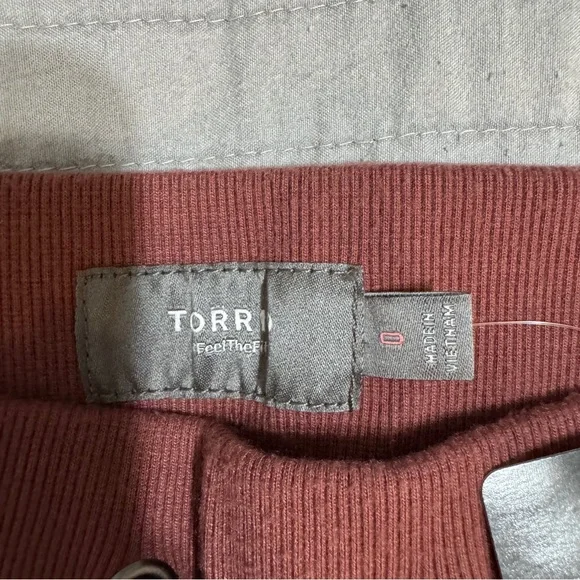 TORRI
FeelTheFi
0
MADE IN
VIETNAM